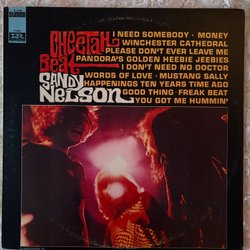 STEREO
CHEETAH
Beat
SANDY
NELSON
I NEED SOMEBODY · MONEY
WINCHESTER CATHEDRAL
PLEASE DON'T EVER LEAVE ME
PANDORA'S GOLDEN HEEBIE JEEBIES
I DON'T NEED NO DOCTOR
WORDS OF LOVE · MUSTANG SALLY
HAPPENINGS TEN YEARS TIME AGO
GOOD THING · FREAK BEAT
YOU GOT ME HUMMIN'